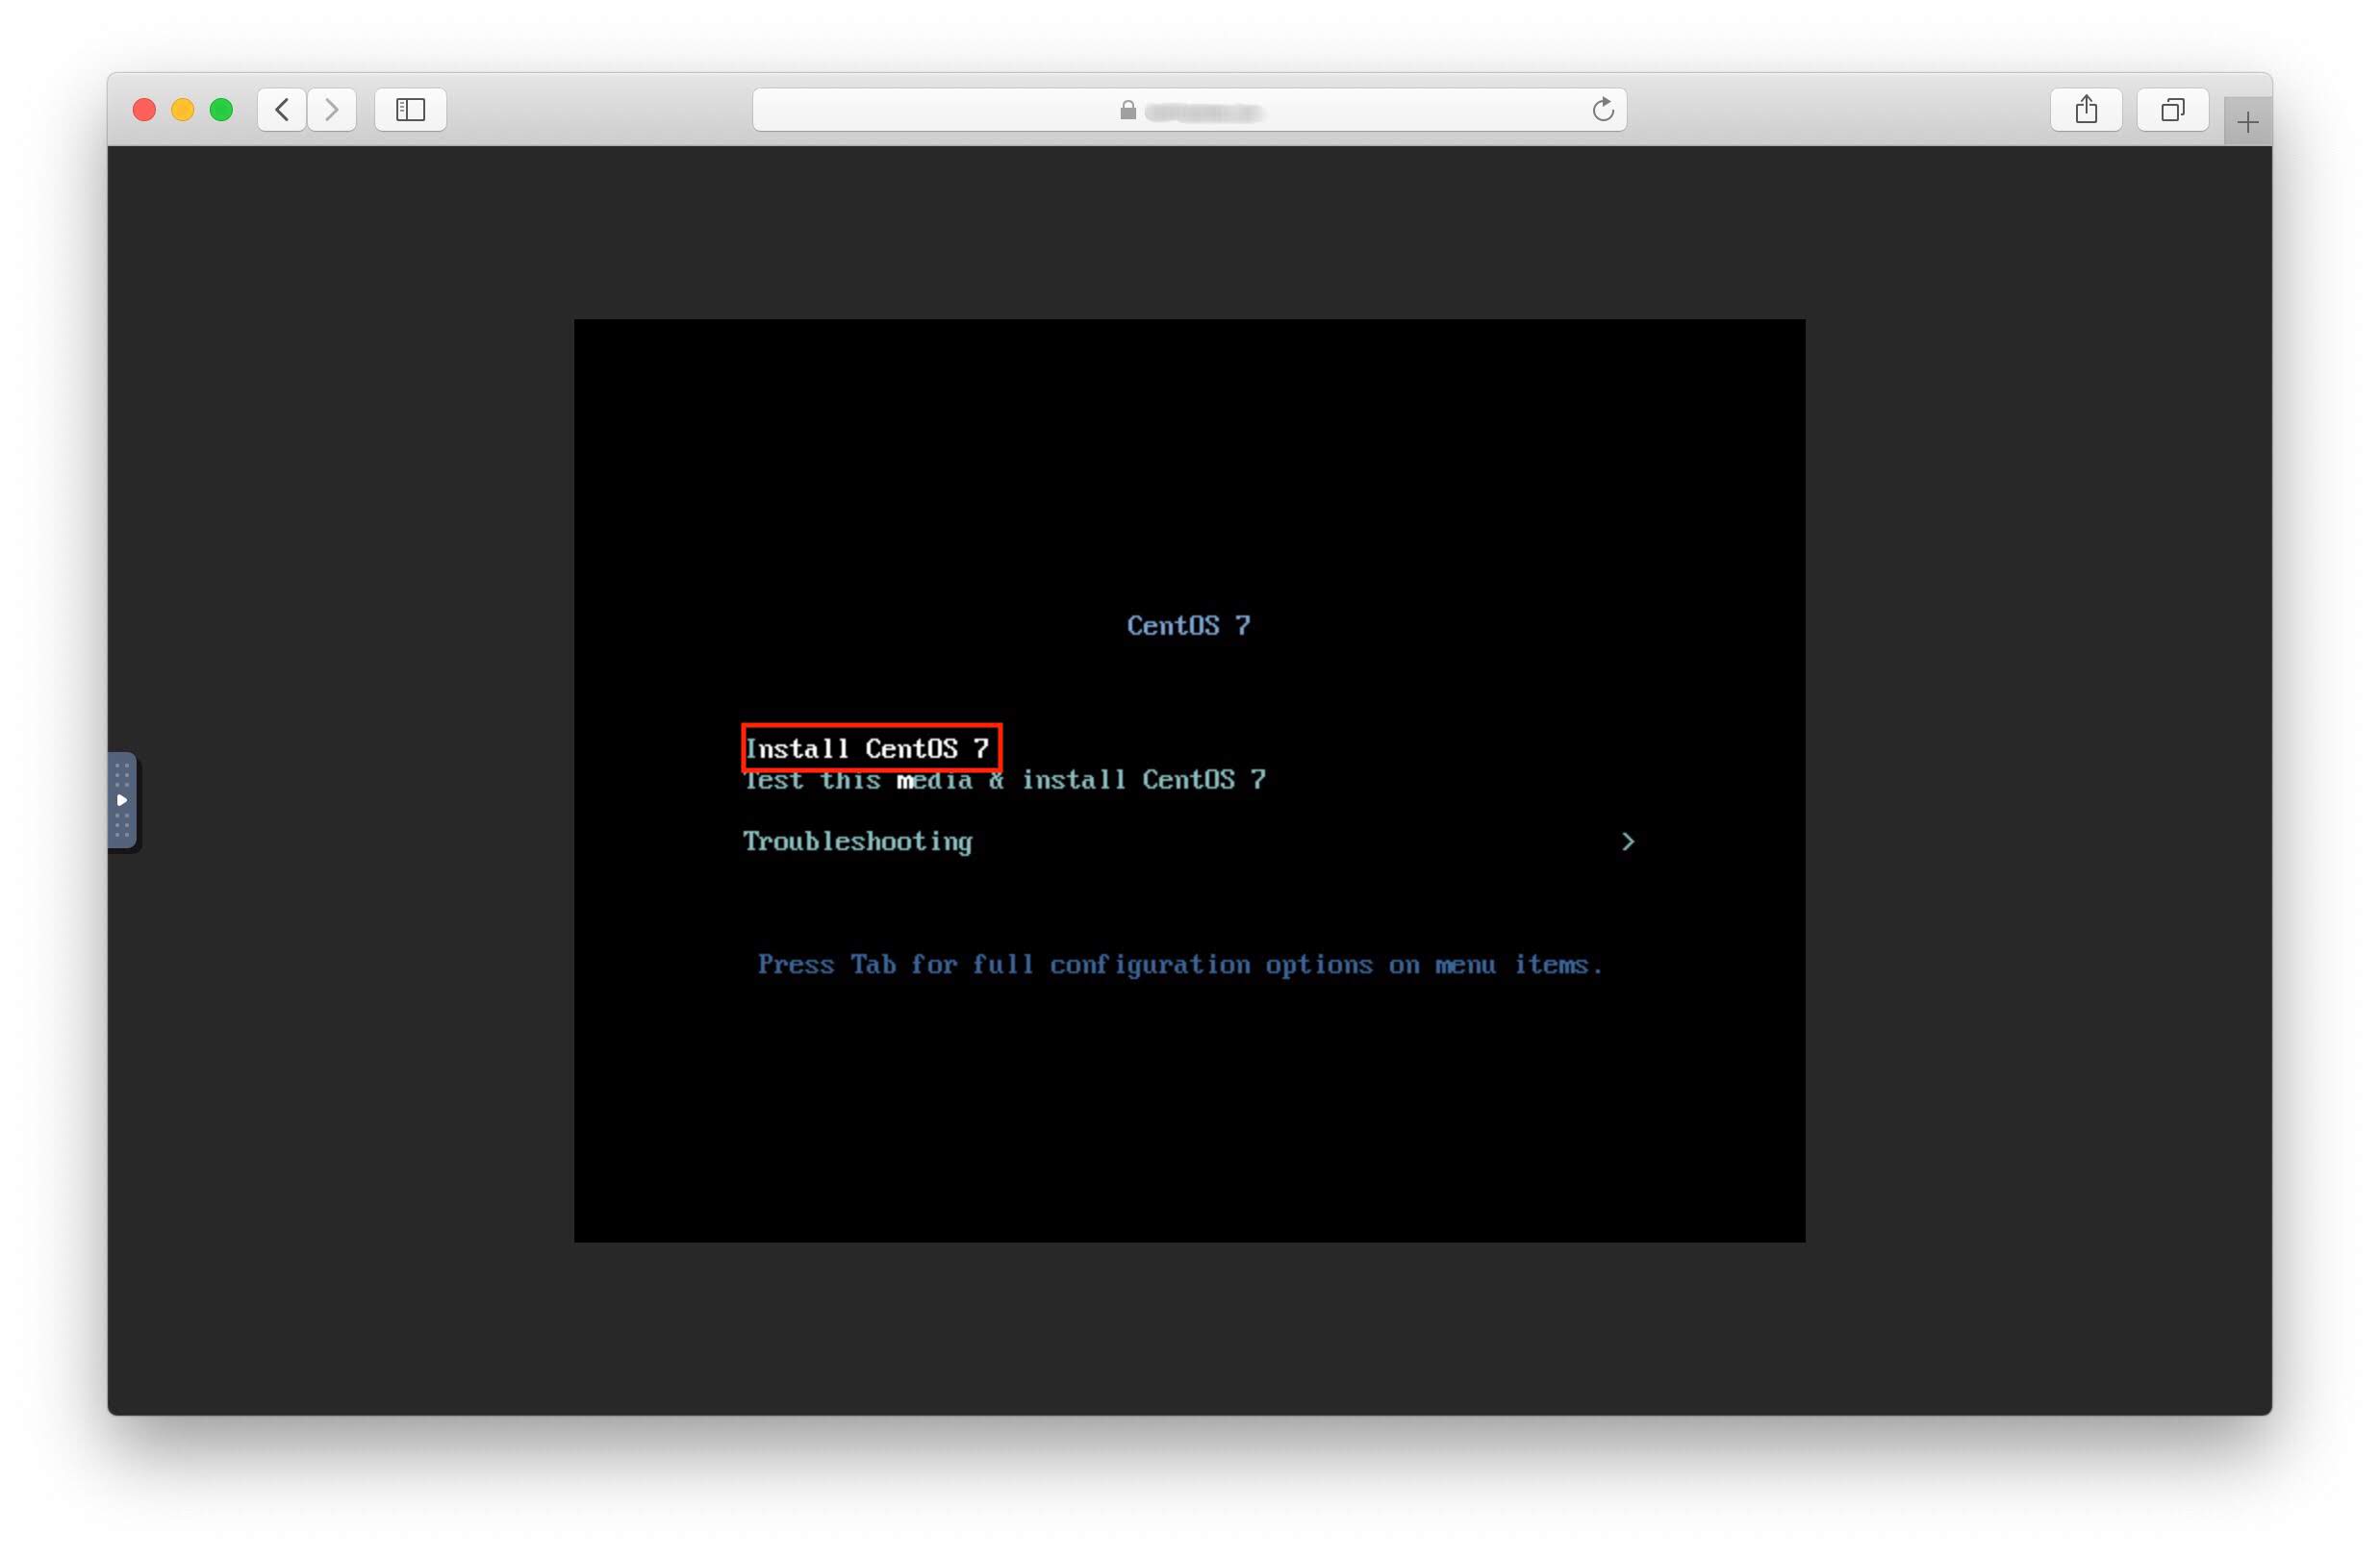 CentOS 7
Install CentOS 7
Test this media & install CentOS 7
Troubleshooting >
Press Tab for full configuration options on menu items.